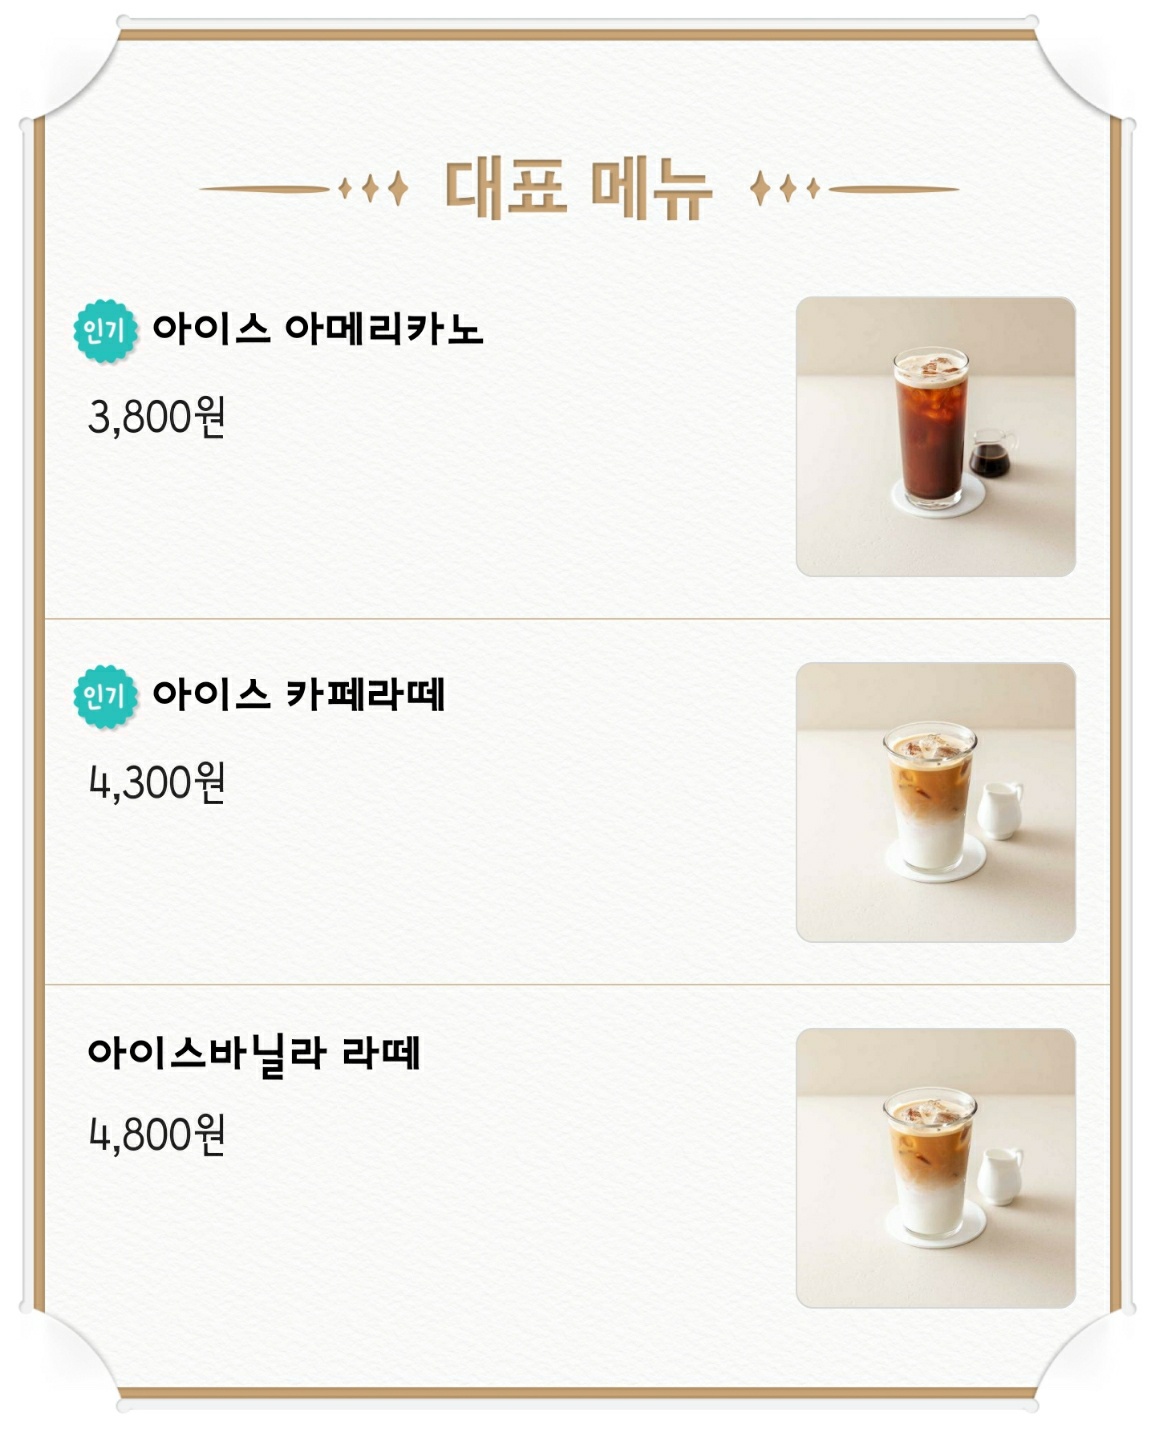 대표 메뉴
인기 아이스 아메리카노
3,800원
인기 아이스 카페라떼
4,300원
아이스바닐라 라떼
4,800원